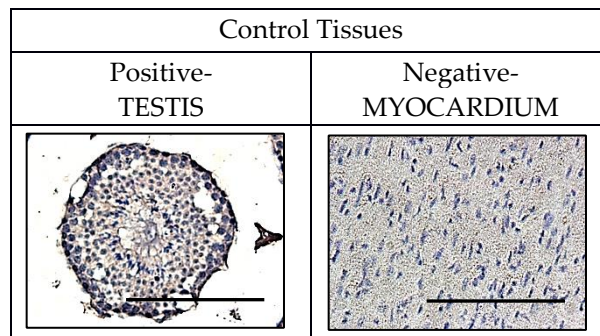 Control Tissues
Positive-
TESTIS
Negative-
MYOCARDIUM